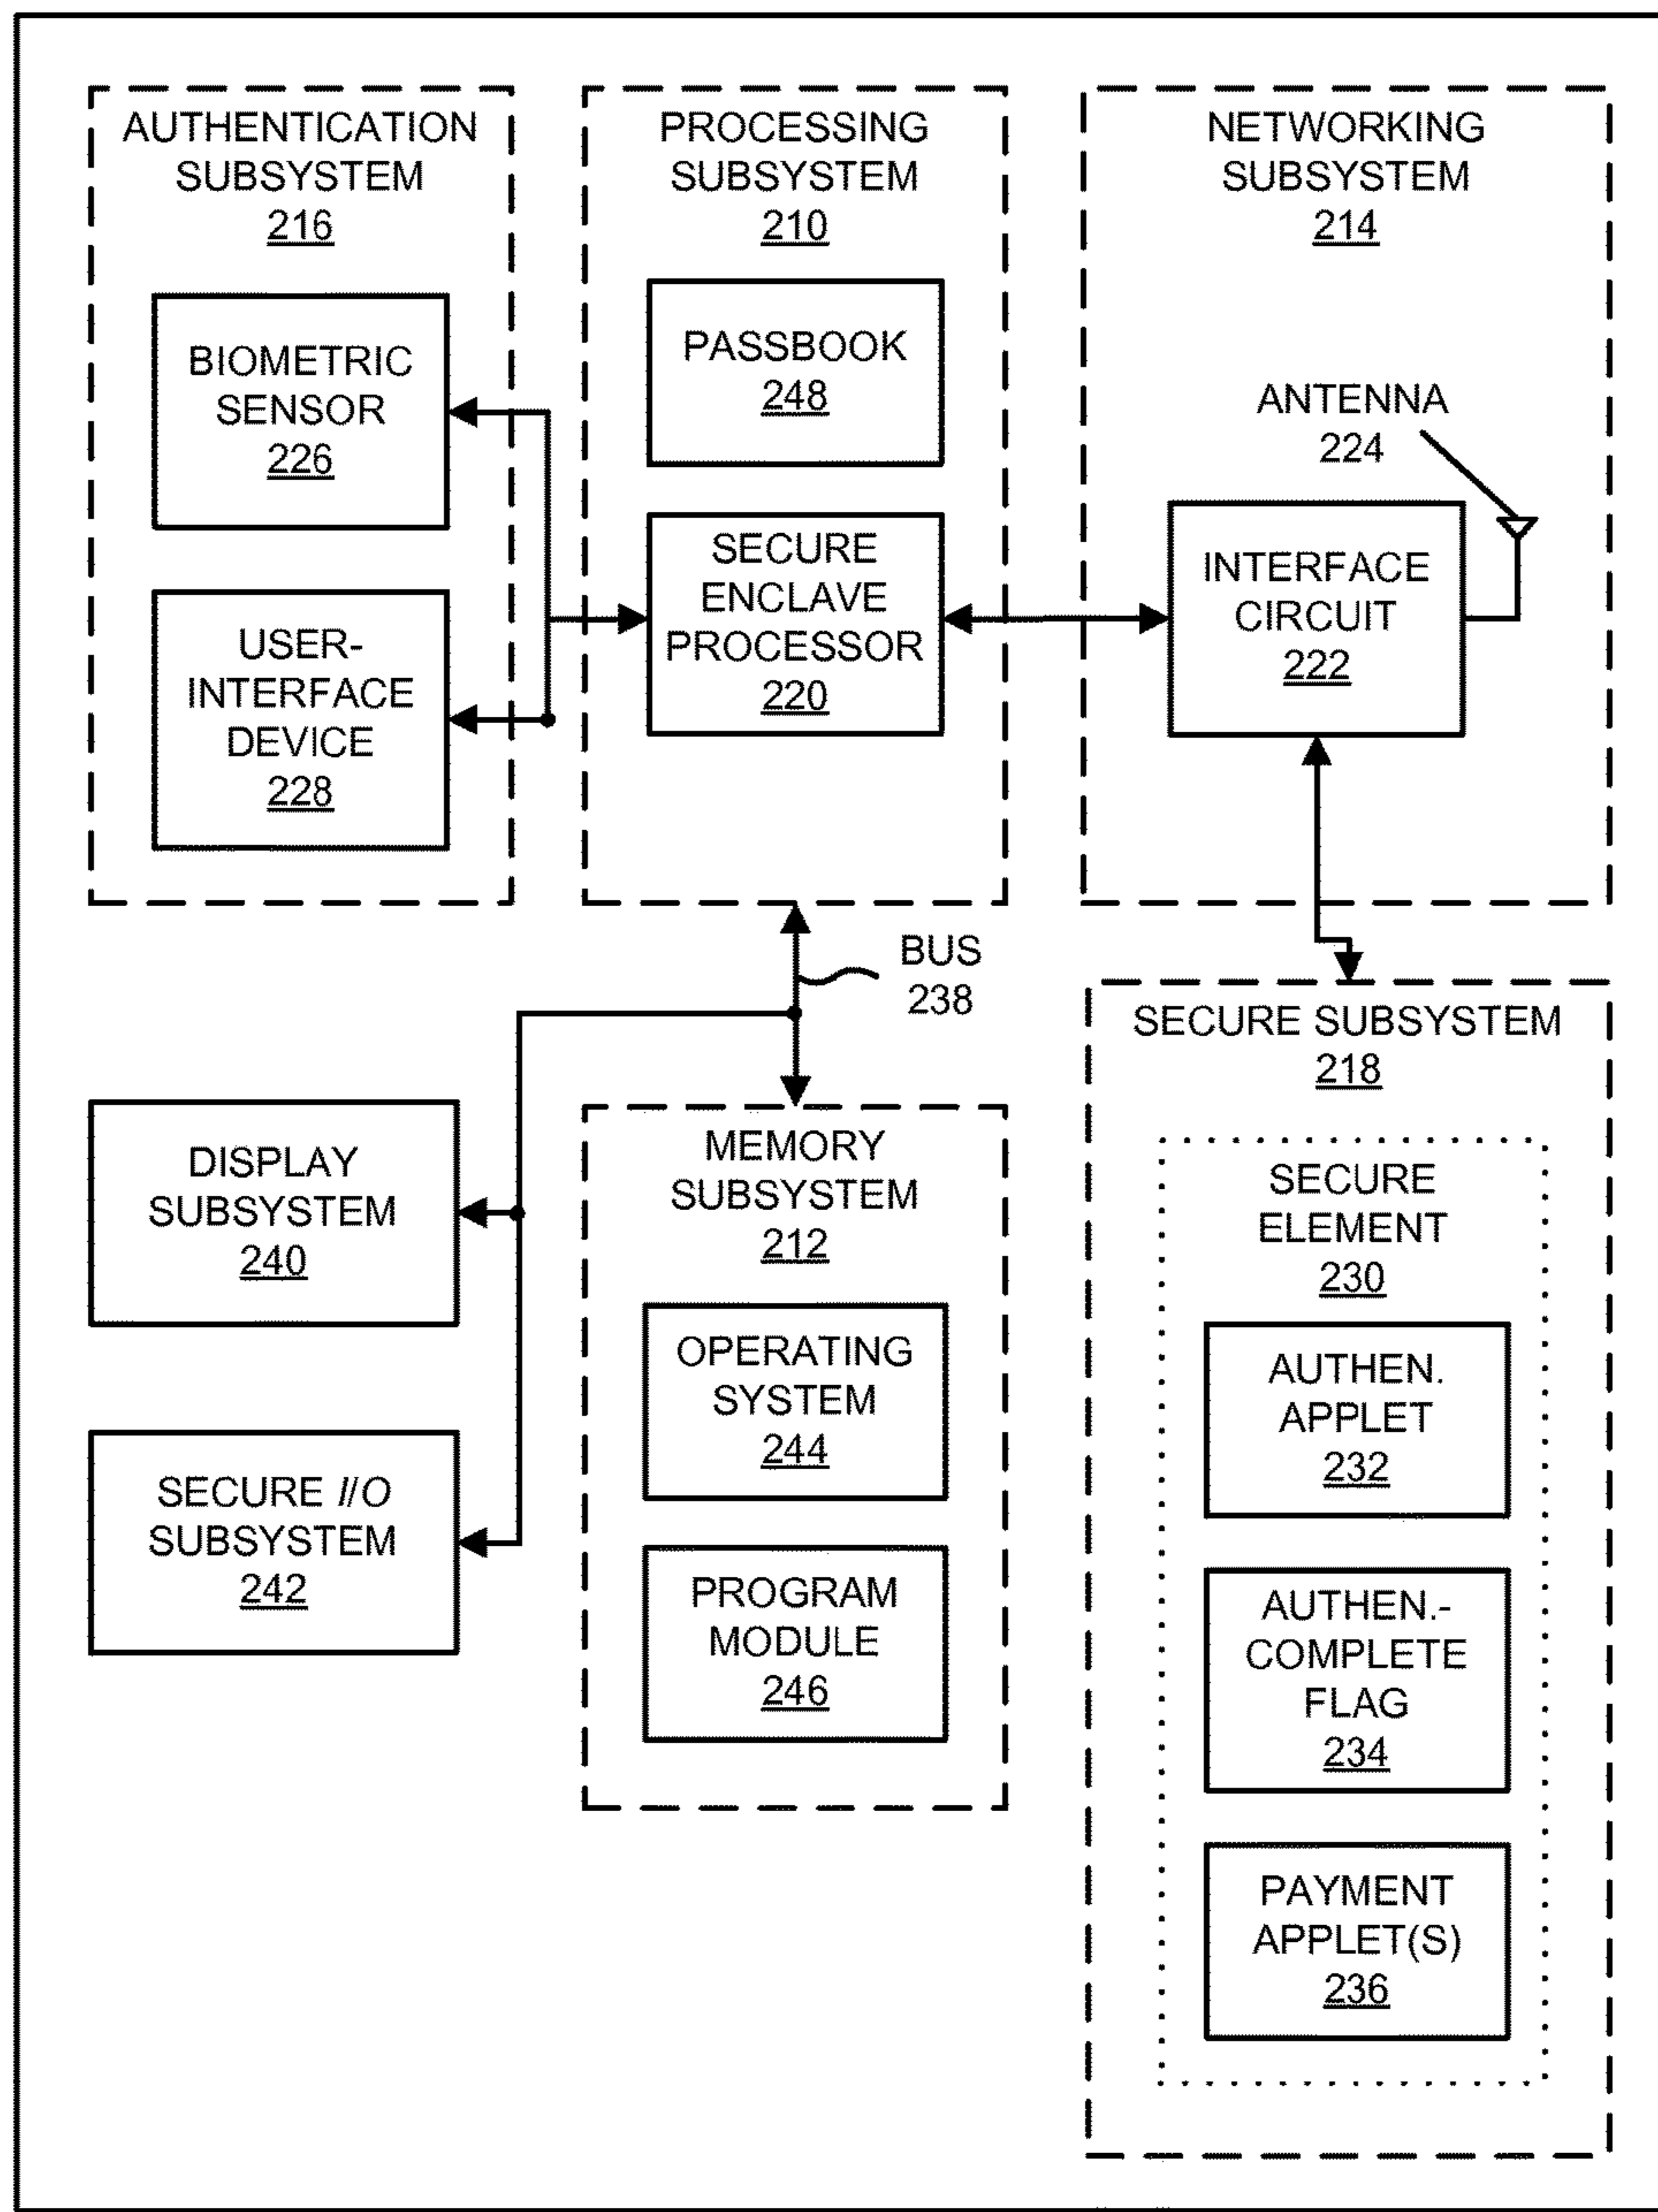 AUTHENTICATION
SUBSYSTEM
216
BIOMETRIC
SENSOR
226
USER-
INTERFACE
DEVICE
228
PROCESSING
SUBSYSTEM
210
PASSBOOK
248
SECURE
ENCLAVE
PROCESSOR
220
NETWORKING
SUBSYSTEM
214
ANTENNA
224
INTERFACE
CIRCUIT
222
BUS
238
DISPLAY
SUBSYSTEM
240
SECURE I/O
SUBSYSTEM
242
MEMORY
SUBSYSTEM
212
OPERATING
SYSTEM
244
PROGRAM
MODULE
246
SECURE SUBSYSTEM
218
SECURE
ELEMENT
230
AUTHEN.
APPLET
232
AUTHEN.-
COMPLETE
FLAG
234
PAYMENT
APPLET(S)
236